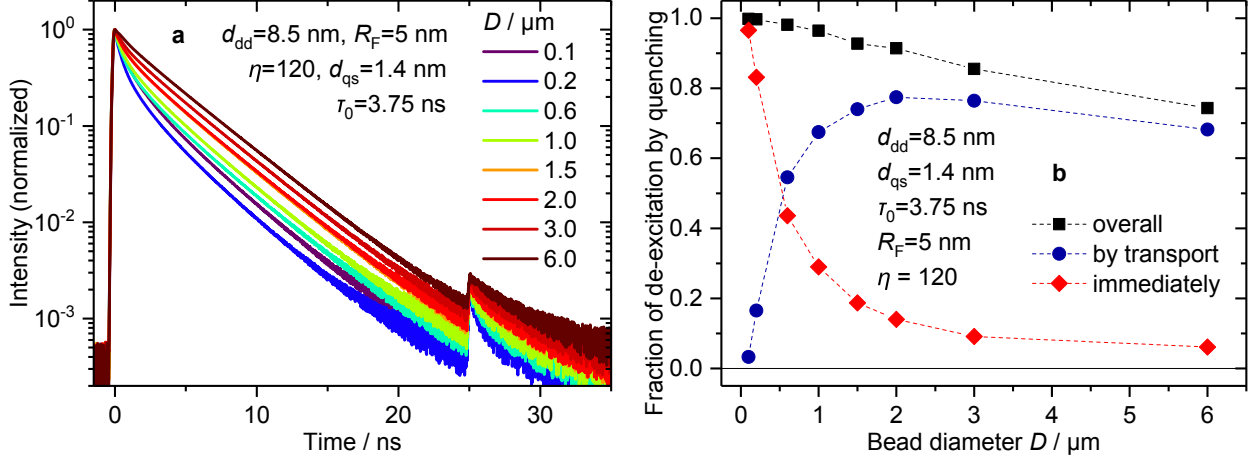 a
d_dd=8.5 nm, R_F=5 nm
η=120, d_qs=1.4 nm
τ_0=3.75 ns
D / µm
0.1
0.2
0.6
1.0
1.5
2.0
3.0
6.0
10^0
10^-1
10^-2
10^-3
Intensity (normalized)
0
10
20
30
Time / ns
1.0
0.8
0.6
0.4
0.2
0.0
Fraction of de-excitation by quenching
d_dd=8.5 nm
d_qs=1.4 nm
τ_0=3.75 ns
R_F=5 nm
η = 120
b
overall
by transport
immediately
0
1
2
3
4
5
6
Bead diameter D / µm